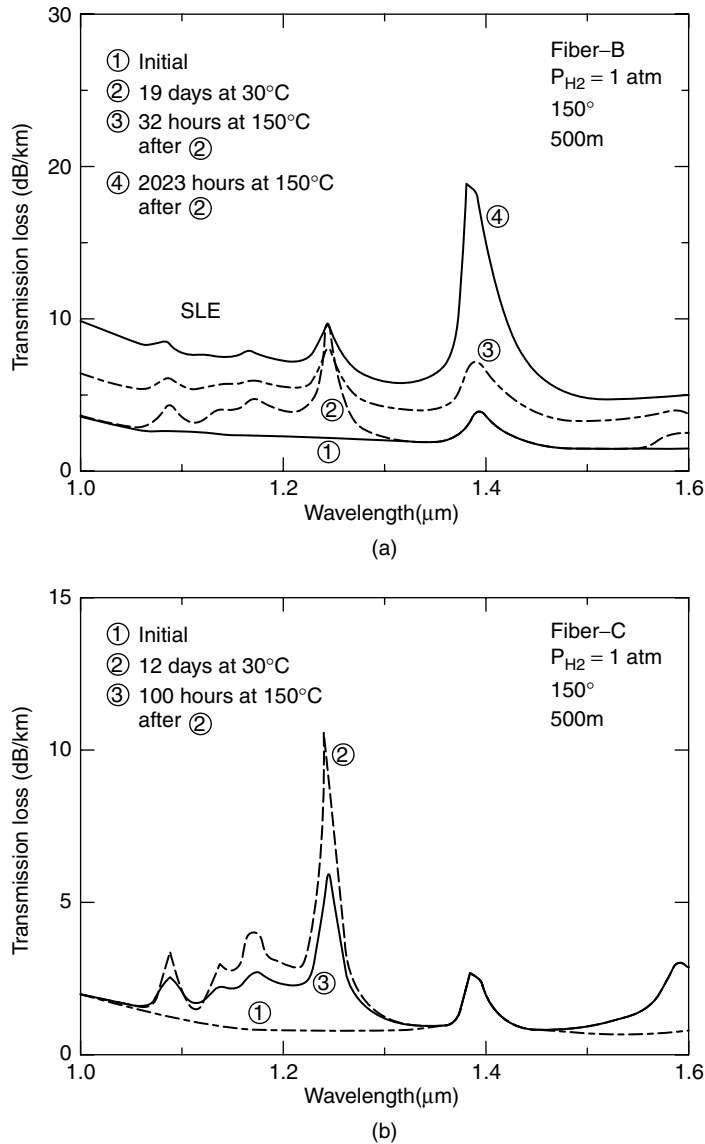 30
20
10
0
Transmission loss (dB/km)
① Initial
② 19 days at 30°C
③ 32 hours at 150°C
after ②
④ 2023 hours at 150°C
after ②
Fiber–B
P_H2 = 1 atm
150°
500m
SLE
④
③
②
①
1.0
1.2
1.4
1.6
Wavelength(μm)
(a)
15
10
5
0
Transmission loss (dB/km)
① Initial
② 12 days at 30°C
③ 100 hours at 150°C
after ②
Fiber–C
P_H2 = 1 atm
150°
500m
②
③
①
1.0
1.2
1.4
1.6
Wavelength(μm)
(b)